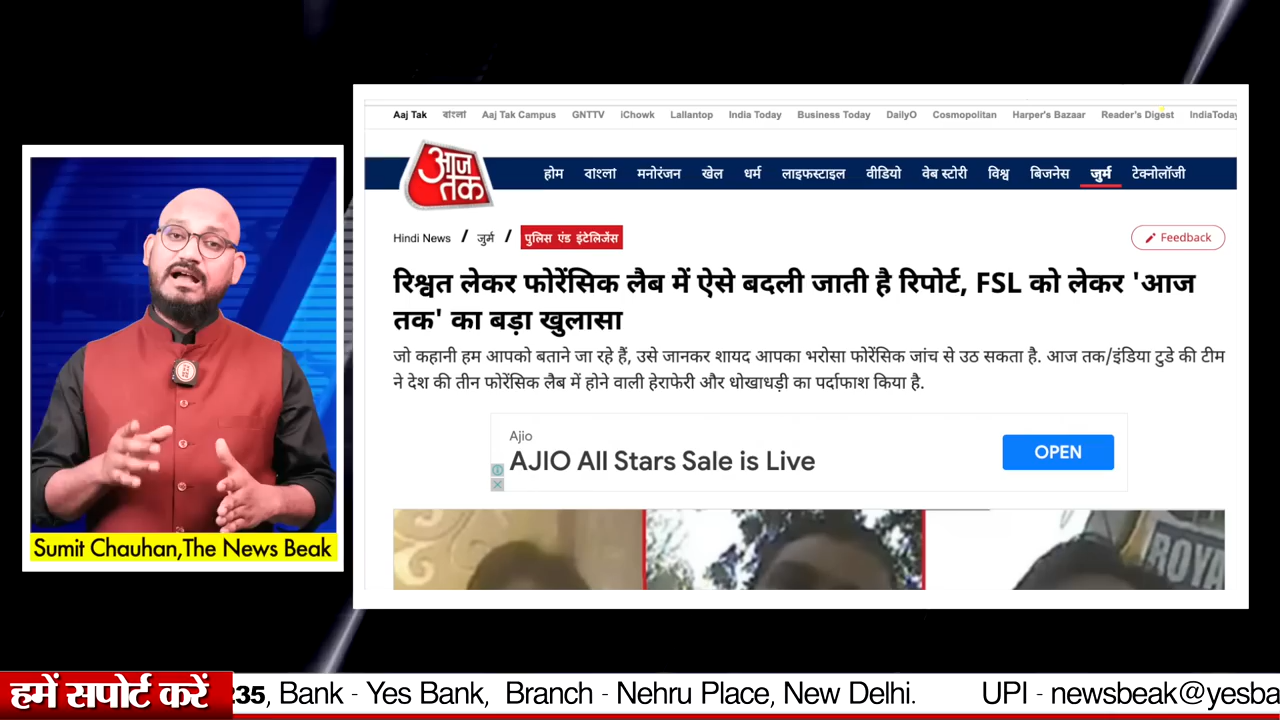 Aaj Tak বাংলা Aaj Tak Campus GNTTV iChowk Lallantop India Today Business Today DailyO Cosmopolitan Harper's Bazaar Reader's Digest IndiaToday
आज तक
होम বাংলা मनोरंजन खेल धर्म लाइफस्टाइल वीडियो वेब स्टोरी विश्व बिजनेस जुर्म टेक्नोलॉजी
Hindi News / जुर्म / पुलिस एंड इंटेलिजेंस
Feedback
रिश्वत लेकर फोरेंसिक लैब में ऐसे बदली जाती है रिपोर्ट, FSL को लेकर 'आज
तक' का बड़ा खुलासा
जो कहानी हम आपको बताने जा रहे हैं, उसे जानकर शायद आपका भरोसा फोरेंसिक जांच से उठ सकता है. आज तक/इंडिया टुडे की टीम
ने देश की तीन फोरेंसिक लैब में होने वाली हेराफेरी और धोखाधड़ी का पर्दाफाश किया है.
Ajio
AJIO All Stars Sale is Live
OPEN
ROYA
Sumit Chauhan,The News Beak
हमें सपोर्ट करें 235, Bank - Yes Bank, Branch - Nehru Place, New Delhi. UPI - newsbeak@yesba